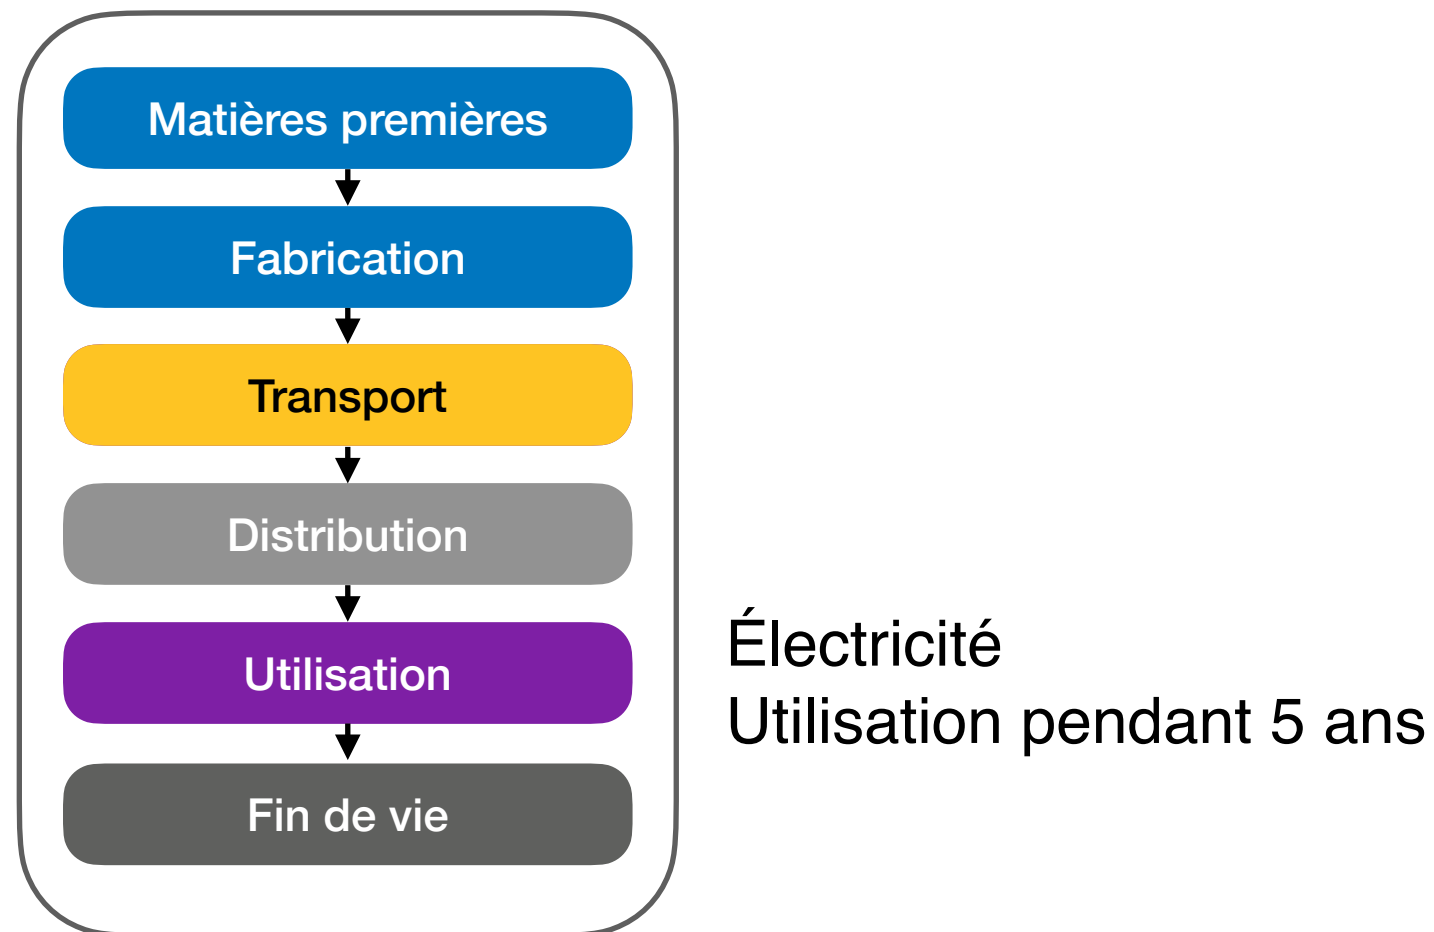 Matières premières
Fabrication
Transport
Distribution
Utilisation
Fin de vie
Électricité
Utilisation pendant 5 ans